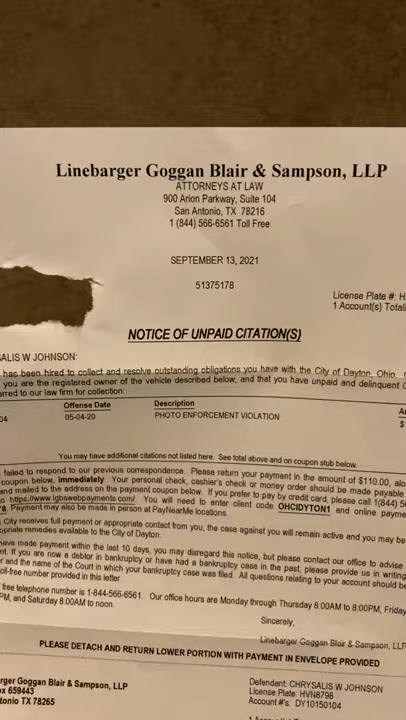 Linebarger Goggan Blair & Sampson, LLP
ATTORNEYS AT LAW
900 Arion Parkway, Suite 104
San Antonio, TX 78216
1 (844) 566-6561 Toll Free
SEPTEMBER 13, 2021
51375178
License Plate #: H
1 Account(s) Totali
NOTICE OF UNPAID CITATION(S)
ALIS W JOHNSON:
has been hired to collect and resolve outstanding obligations you have with the City of Dayton, Ohio.
you are the registered owner of the vehicle described below, and that you have unpaid and delinquent
rred to our law firm for collection:
Offense Date Description
04 05-04-20 PHOTO ENFORCEMENT VIOLATION $
You may have additional citations not listed here. See total above and on coupon stub below.
failed to respond to our previous correspondence. Please return your payment in the amount of $110.00, alo
coupon below, immediately. Your personal check, cashier's check or money order should be made payable
and mailed to the address on the payment coupon below. If you prefer to pay by credit card, please call 1(844) 56
https://www.lgbswebpayments.com/ You will need to enter client code OHCIDYTON1 and online payme
78. Payment may also be made in person at PayNearMe locations.
City receives full payment or appropriate contact from you, the case against you will remain active and you may be
opriate remedies available to the City of Dayton.
have made payment within the last 10 days, you may disregard this notice, but please contact our office to advise
nt. If you are now a debtor in bankruptcy or have had a bankruptcy case in the past, please provide us in writing
r and the name of the Court in which your bankruptcy case was filed. All questions relating to your account should be
oll-free number provided in this letter.
free telephone number is 1-844-566-6561. Our office hours are Monday through Thursday 8:00AM to 8:00PM, Friday
PM, and Saturday 8:00AM to noon.
Sincerely,
Linebarger Goggan Blair & Sampson, LLP
PLEASE DETACH AND RETURN LOWER PORTION WITH PAYMENT IN ENVELOPE PROVIDED
rger Goggan Blair & Sampson, LLP
ox 659443
tonio TX 78265
Defendant: CHRYSALIS W JOHNSON
License Plate: HVN8798
Account #'s: DY10150104